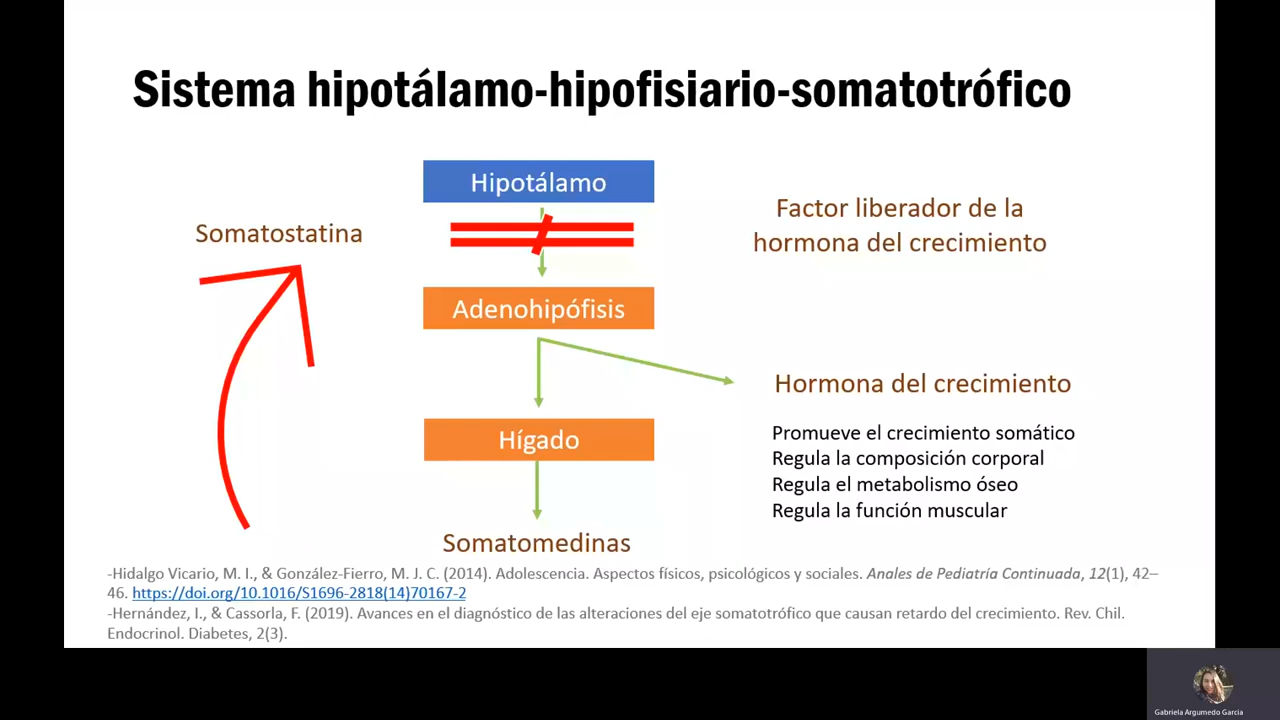 Sistema hipotálamo-hipofisiario-somatotrófico
Hipotálamo
Somatostatina
Factor liberador de la
hormona del crecimiento
Adenohipófisis
Hormona del crecimiento
Hígado
Promueve el crecimiento somático
Regula la composición corporal
Regula el metabolismo óseo
Regula la función muscular
Somatomedinas
-Hidalgo Vicario, M. I., & González-Fierro, M. J. C. (2014). Adolescencia. Aspectos físicos, psicológicos y sociales. Anales de Pediatría Continuada, 12(1), 42–
46. https://doi.org/10.1016/S1696-2818(14)70167-2
-Hernández, I., & Cassorla, F. (2019). Avances en el diagnóstico de las alteraciones del eje somatotrófico que causan retardo del crecimiento. Rev. Chil.
Endocrinol. Diabetes, 2(3).
Gabriela Argumedo Garcia